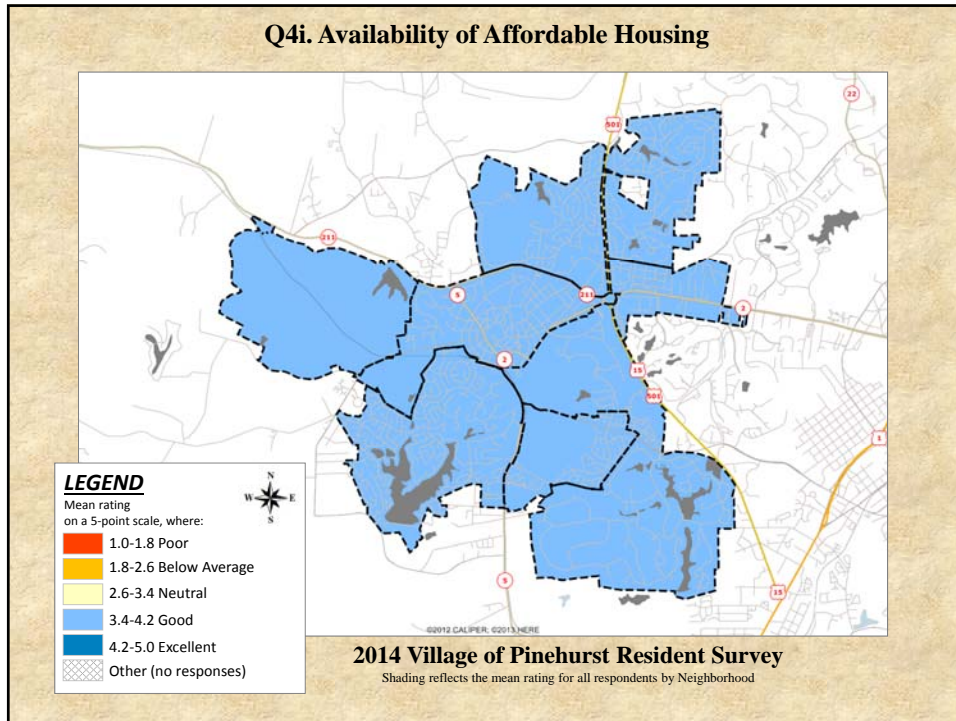 Q4i. Availability of Affordable Housing
501
22
211
5
211
2
2
15
501
1
5
15
LEGEND
N
W E
S
Mean rating
on a 5-point scale, where:
1.0-1.8 Poor
1.8-2.6 Below Average
2.6-3.4 Neutral
3.4-4.2 Good
4.2-5.0 Excellent
Other (no responses)
©2012 CALIPER; ©2013 HERE
2014 Village of Pinehurst Resident Survey
Shading reflects the mean rating for all respondents by Neighborhood